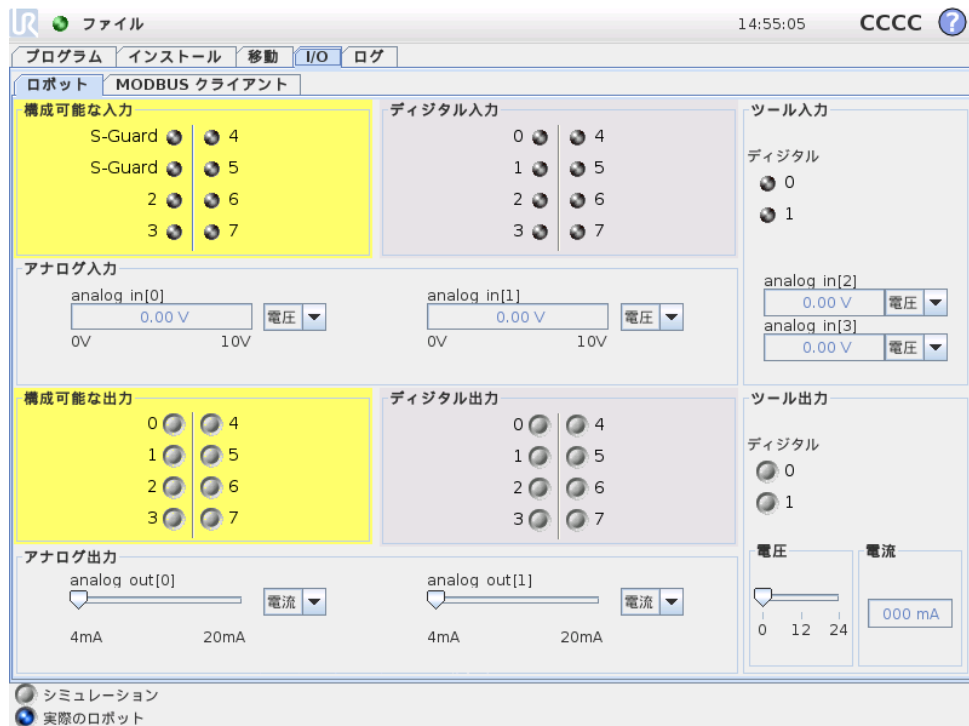 UR ファイル 14:55:05 CCCC ?
プログラム インストール 移動 I/O ログ
ロボット MODBUS クライアント
構成可能な入力
S-Guard 4
S-Guard 5
2 6
3 7
ディジタル入力
0 4
1 5
2 6
3 7
ツール入力
ディジタル
0
1
analog in[2]
0.00 V 電圧
analog in[3]
0.00 V 電圧
アナログ入力
analog in[0]
0.00 V 電圧
0V 10V
analog in[1]
0.00 V 電圧
0V 10V
構成可能な出力
0 4
1 5
2 6
3 7
ディジタル出力
0 4
1 5
2 6
3 7
ツール出力
ディジタル
0
1
電圧
0 12 24
電流
000 mA
アナログ出力
analog out[0]
電流
4mA 20mA
analog out[1]
電流
4mA 20mA
シミュレーション
実際のロボット